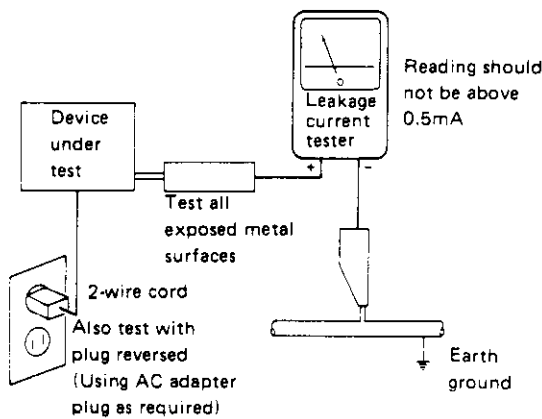 Device
under
test
Leakage
current
tester
+ -
Reading should
not be above
0.5mA
Test all
exposed metal
surfaces
2-wire cord
Also test with
plug reversed
(Using AC adapter
plug as required)
Earth
ground